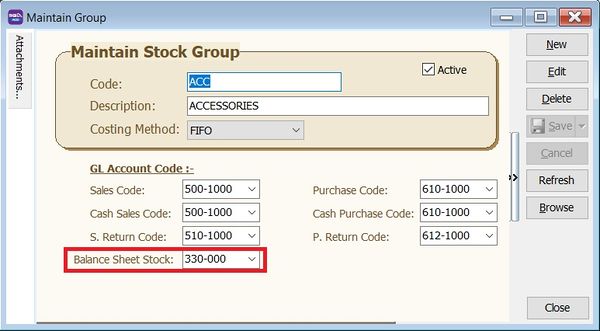 Maintain Group
Attachments...
Maintain Stock Group
Code: ACC
Active
Description: ACCESSORIES
Costing Method: FIFO
GL Account Code :-
Sales Code: 500-1000 Purchase Code: 610-1000
Cash Sales Code: 500-1000 Cash Purchase Code: 610-1000
S. Return Code: 510-1000 P. Return Code: 612-1000
Balance Sheet Stock: 330-000
New
Edit
Delete
Save
Cancel
Refresh
Browse
Close